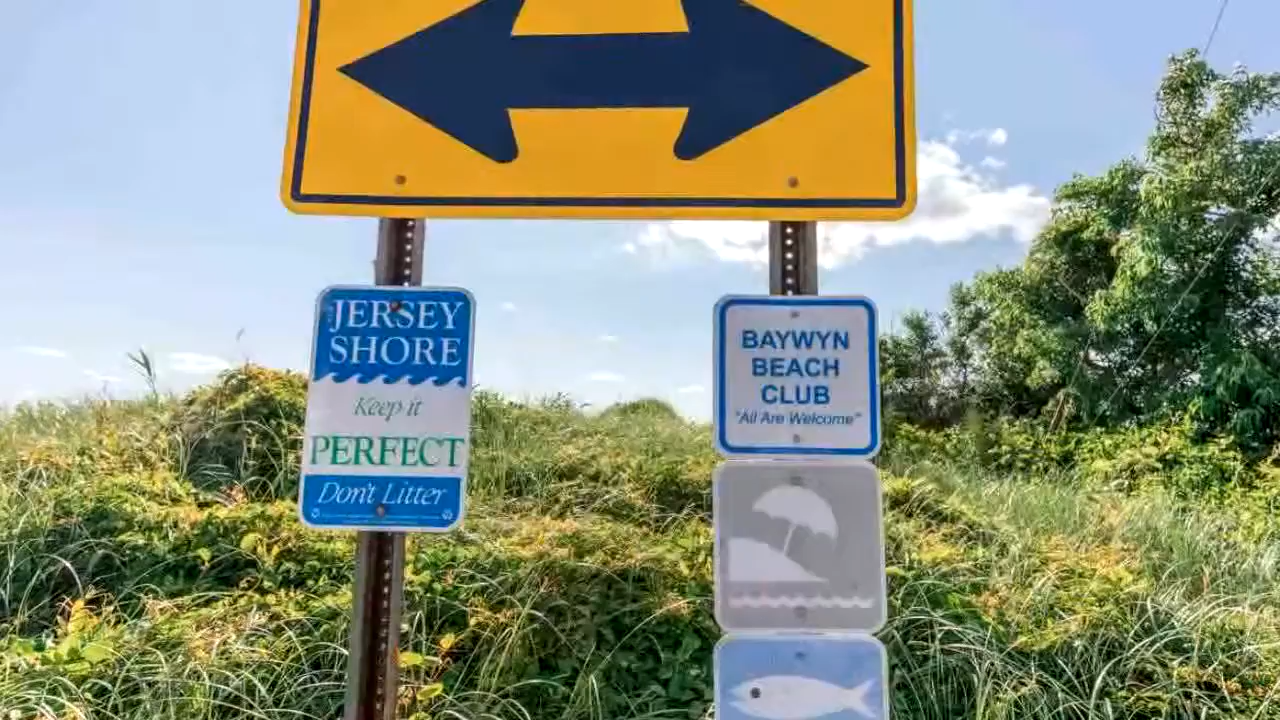 JERSEY
SHORE
Keep it
PERFECT
Don't Litter
BAYWYN
BEACH
CLUB
"All Are Welcome"